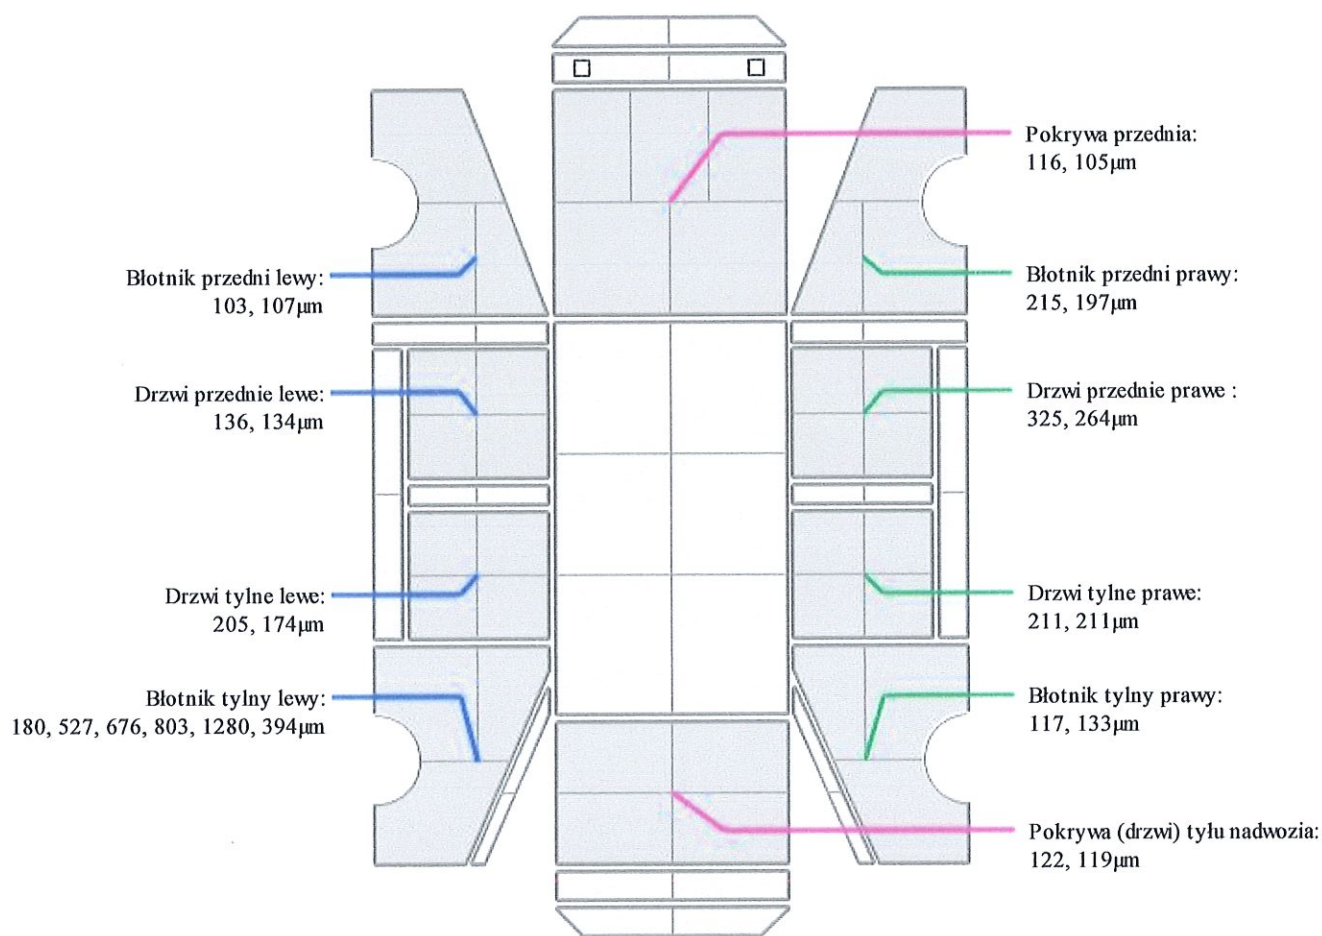 Pokrywa przednia:
116, 105µm
Błotnik przedni lewy:
103, 107µm
Błotnik przedni prawy:
215, 197µm
Drzwi przednie lewe:
136, 134µm
Drzwi przednie prawe :
325, 264µm
Drzwi tylne lewe:
205, 174µm
Drzwi tylne prawe:
211, 211µm
Błotnik tylny lewy:
180, 527, 676, 803, 1280, 394µm
Błotnik tylny prawy:
117, 133µm
Pokrywa (drzwi) tyłu nadwozia:
122, 119µm